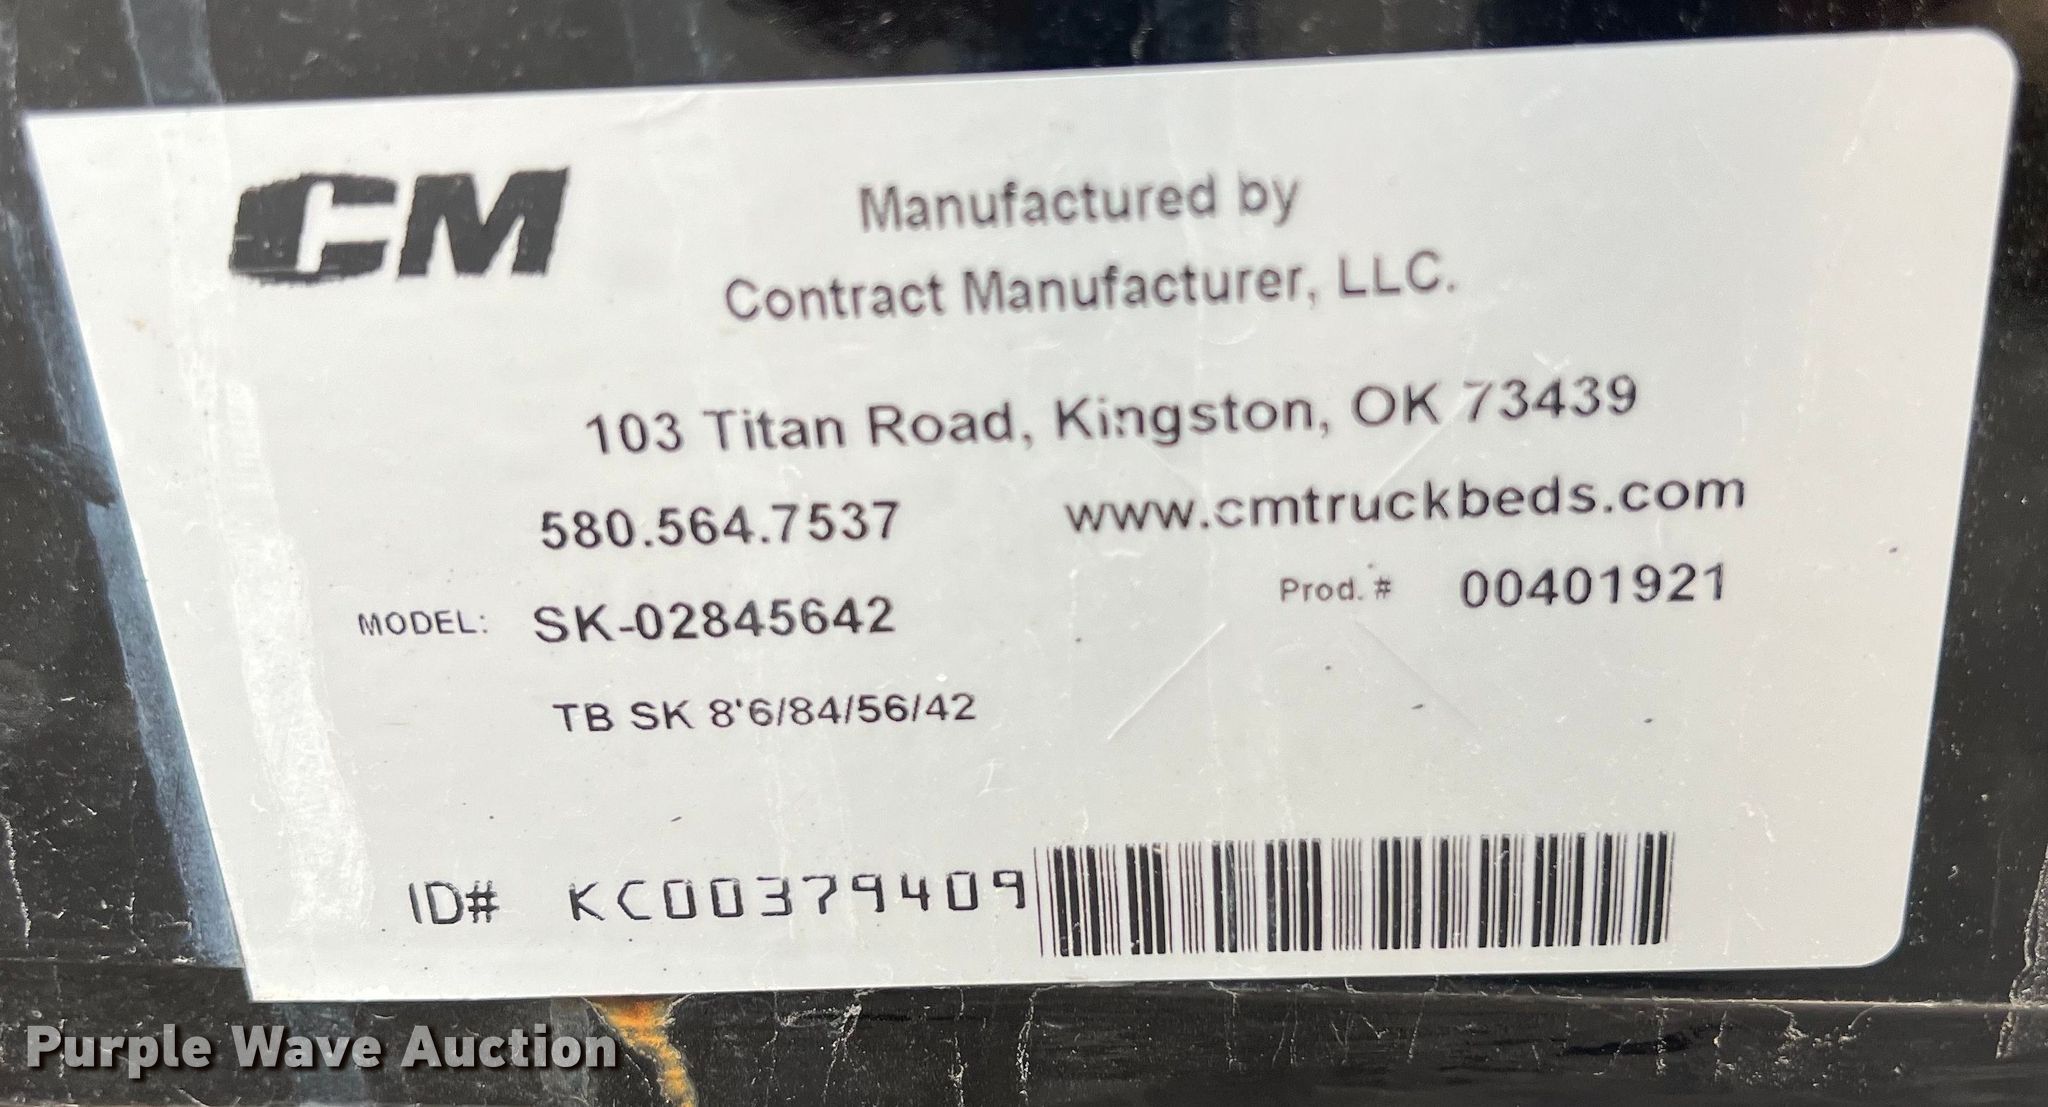 CM
Manufactured by
Contract Manufacturer, LLC.
103 Titan Road, Kingston, OK 73439
580.564.7537 www.cmtruckbeds.com
MODEL: SK-02845642 Prod. # 00401921
TB SK 8'6/84/56/42
ID# KC00379409
Purple Wave Auction